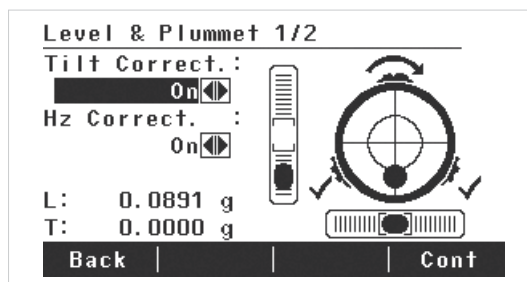 Level & Plummet 1/2
Tilt Correct.:
On
Hz Correct. :
On
L: 0.0891 g
T: 0.0000 g
Back Cont